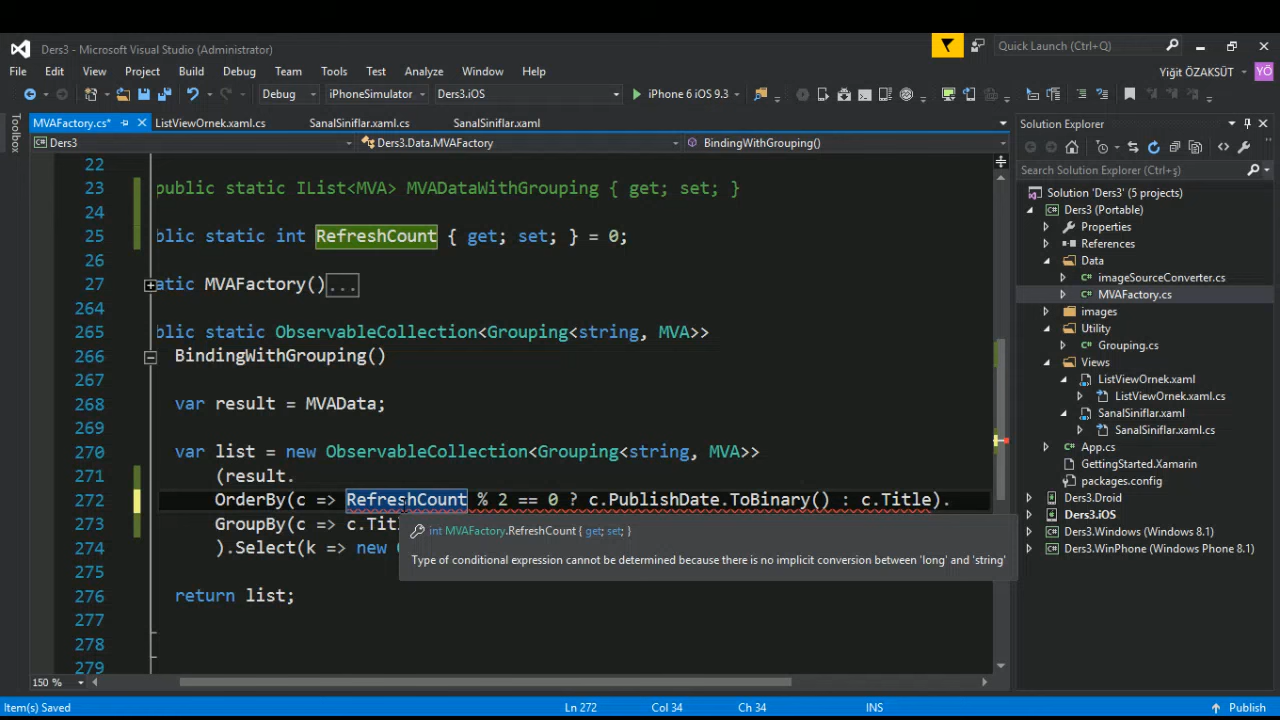 Ders3 - Microsoft Visual Studio (Administrator)
Quick Launch (Ctrl+Q)
File Edit View Project Build Debug Team Tools Test Analyze Window Help
Yiğit ÖZAKSÜT YÖ
Debug iPhoneSimulator Ders3.iOS iPhone 6 iOS 9.3
MVAFactory.cs* ListViewOrnek.xaml.cs SanalSiniflar.xaml.cs SanalSiniflar.xaml
Ders3 Ders3.Data.MVAFactory BindingWithGrouping()
Toolbox
22
23 public static IList<MVA> MVADataWithGrouping { get; set; }
24
25 blic static int RefreshCount { get; set; } = 0;
26
27 atic MVAFactory()...
264
265 blic static ObservableCollection<Grouping<string, MVA>>
266 BindingWithGrouping()
267
268 var result = MVAData;
269
270 var list = new ObservableCollection<Grouping<string, MVA>>
271 (result.
272 OrderBy(c => RefreshCount % 2 == 0 ? c.PublishDate.ToBinary() : c.Title).
273 GroupBy(c => c.Titl
274 ).Select(k => new
275
276 return list;
277
278
279
int MVAFactory.RefreshCount { get; set; }
Type of conditional expression cannot be determined because there is no implicit conversion between 'long' and 'string'
150 %
Solution Explorer
Search Solution Explorer (Ctrl+ş)
Solution 'Ders3' (5 projects)
Ders3 (Portable)
Properties
References
Data
imageSourceConverter.cs
MVAFactory.cs
images
Utility
Grouping.cs
Views
ListViewOrnek.xaml
ListViewOrnek.xaml.cs
SanalSiniflar.xaml
SanalSiniflar.xaml.cs
App.cs
GettingStarted.Xamarin
packages.config
Ders3.Droid
Ders3.iOS
Ders3.Windows (Windows 8.1)
Ders3.WinPhone (Windows Phone 8.1)
Item(s) Saved Ln 272 Col 34 Ch 34 INS Publish